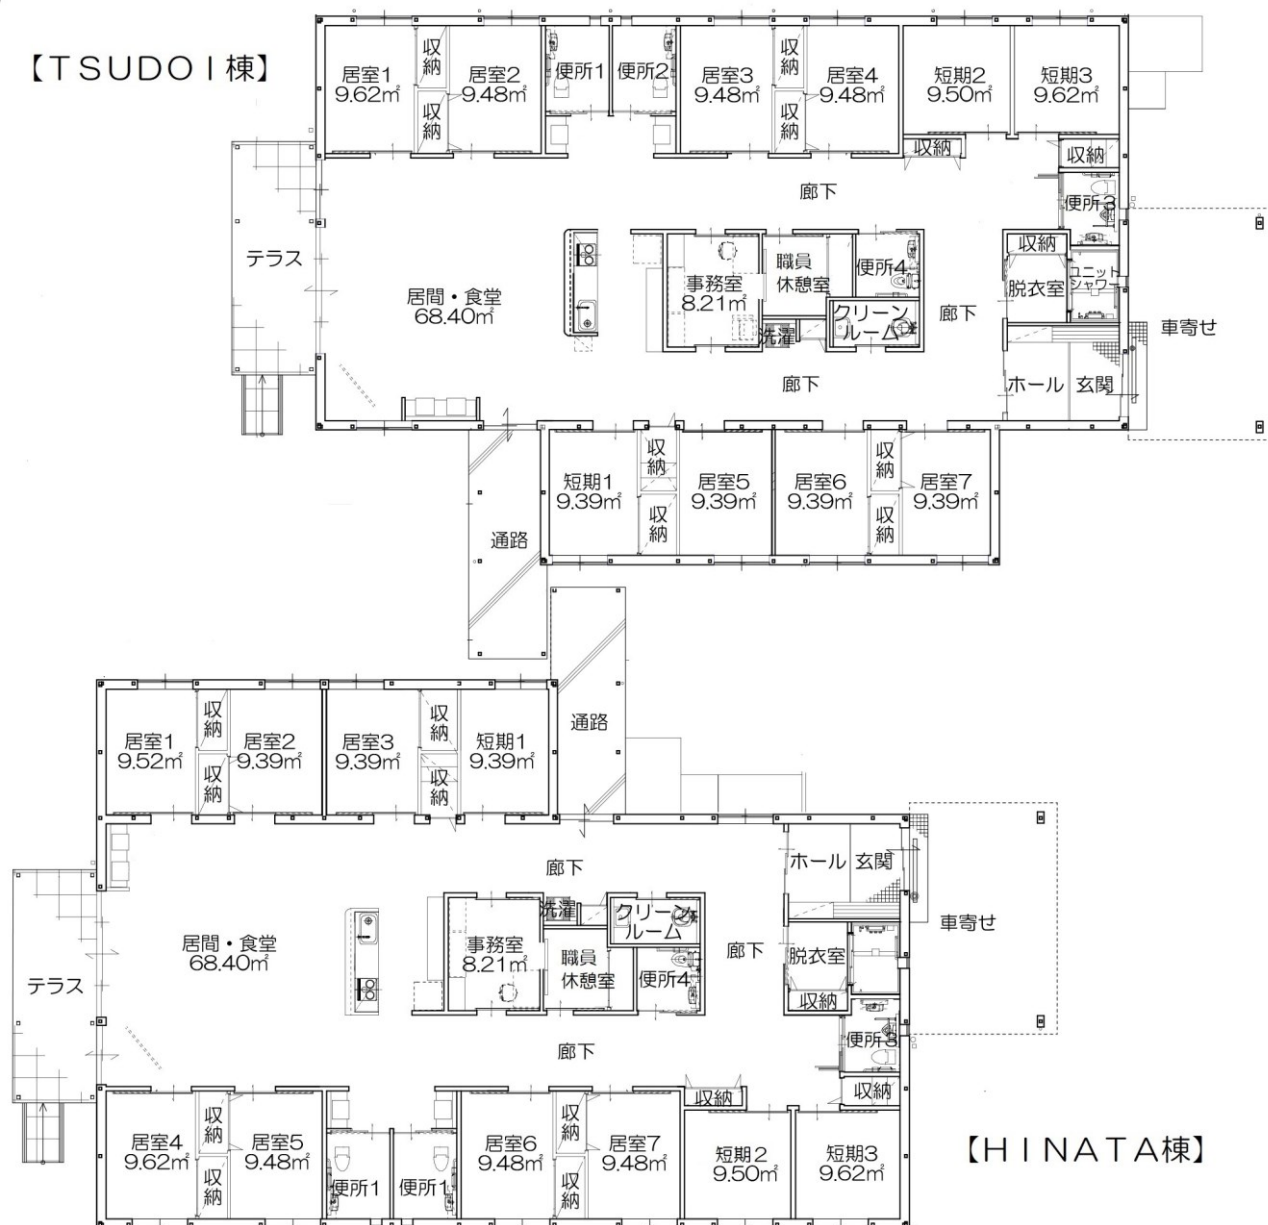 【TSUDOI棟】
居室1
9.62㎡
収納
収納
居室2
9.48㎡
便所1
便所2
居室3
9.48㎡
収納
収納
居室4
9.48㎡
短期2
9.50㎡
短期3
9.62㎡
収納
収納
廊下
便所3
テラス
居間・食堂
68.40㎡
事務室
8.21㎡
職員
休憩室
便所4
クリーン
ルーム
洗濯
廊下
収納
脱衣室
ユニット
シャワー
車寄せ
廊下
ホール
玄関
短期1
9.39㎡
収納
収納
居室5
9.39㎡
居室6
9.39㎡
収納
収納
居室7
9.39㎡
通路
通路
居室1
9.52㎡
収納
収納
居室2
9.39㎡
居室3
9.39㎡
収納
収納
短期1
9.39㎡
廊下
ホール
玄関
車寄せ
テラス
居間・食堂
68.40㎡
事務室
8.21㎡
洗濯
職員
休憩室
クリーン
ルーム
便所4
廊下
脱衣室
収納
便所3
廊下
収納
収納
居室4
9.62㎡
収納
収納
居室5
9.48㎡
便所1
便所1
居室6
9.48㎡
収納
収納
居室7
9.48㎡
短期2
9.50㎡
短期3
9.62㎡
【HINATA棟】